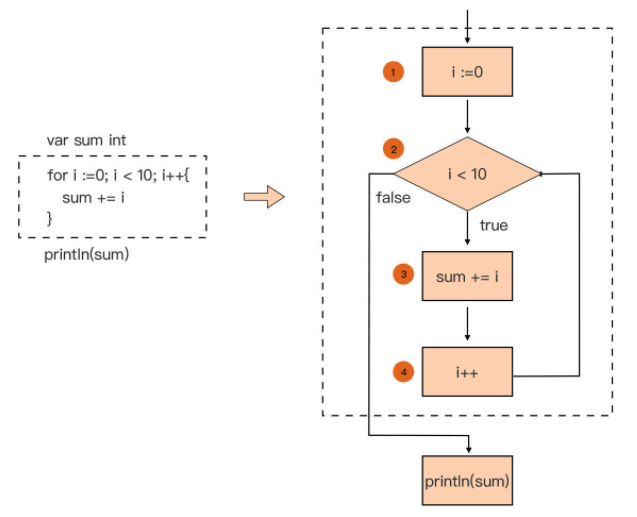 var sum int
for i :=0; i < 10; i++{
sum += i
}
println(sum)
1
i :=0
2
i < 10
false
true
3
sum += i
4
i++
println(sum)